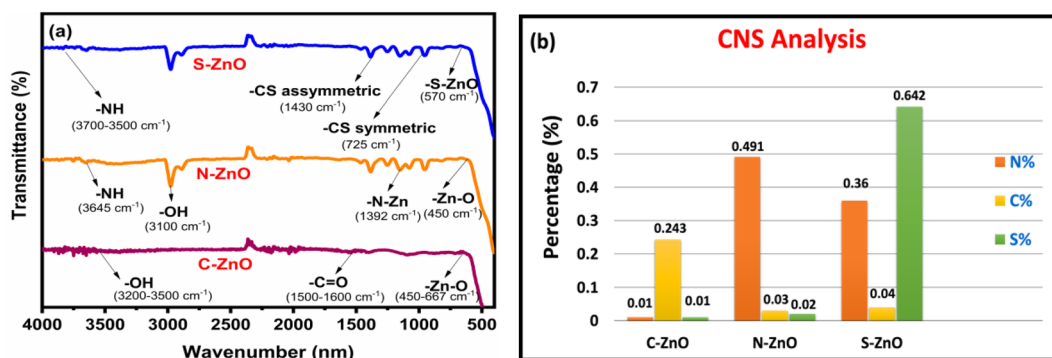 (a)
S-ZnO
-NH
(3700-3500 cm⁻¹)
-CS assymmetric
(1430 cm⁻¹)
-CS symmetric
(725 cm⁻¹)
-S-ZnO
(570 cm⁻¹)
N-ZnO
-NH
(3645 cm⁻¹)
-OH
(3100 cm⁻¹)
-N-Zn
(1392 cm⁻¹)
-Zn-O
(450 cm⁻¹)
C-ZnO
-OH
(3200-3500 cm⁻¹)
-C=O
(1500-1600 cm⁻¹)
-Zn-O
(450-667 cm⁻¹)
Transmittance (%)
4000 3500 3000 2500 2000 1500 1000 500
Wavenumber (nm)
(b)
CNS Analysis
Percentage (%)
0.7
0.6
0.5
0.4
0.3
0.2
0.1
0
0.01 0.243 0.01
0.491 0.03 0.02
0.36 0.04 0.642
C-ZnO N-ZnO S-ZnO
N%
C%
S%